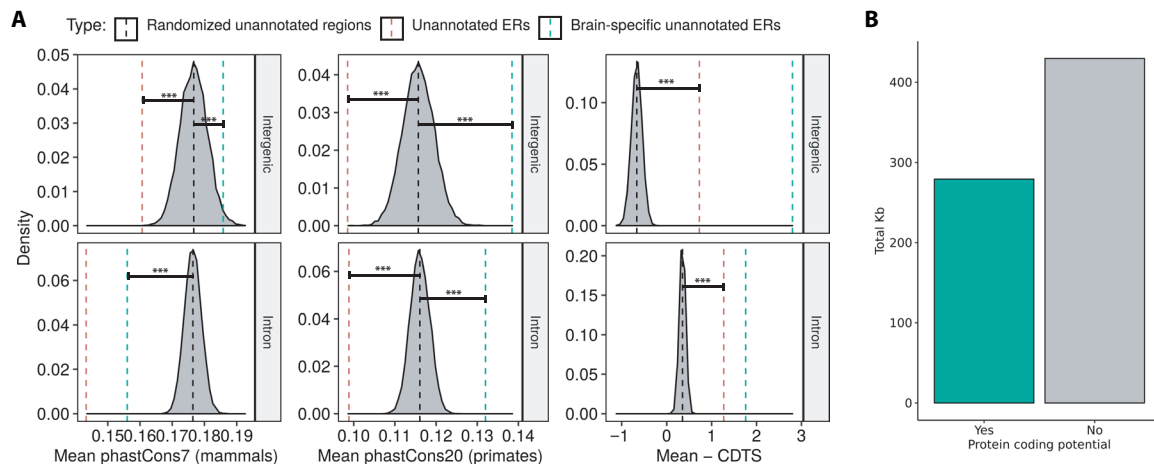 A
Type: Randomized unannotated regions Unannotated ERs Brain-specific unannotated ERs
Density
0.05
0.04
0.03
0.02
0.01
0.00
***
***
Intergenic
0.04
0.03
0.02
0.01
0.00
***
***
Intergenic
0.10
0.05
0.00
***
Intergenic
0.06
0.04
0.02
0.00
***
Intron
0.06
0.04
0.02
0.00
***
***
Intron
0.20
0.15
0.10
0.05
0.00
***
Intron
0.150.160.170.180.19
Mean phastCons7 (mammals)
0.10 0.11 0.12 0.13 0.14
Mean phastCons20 (primates)
−1 0 1 2 3
Mean − CDTS
B
Total Kb
400
300
200
100
0
Yes No
Protein coding potential